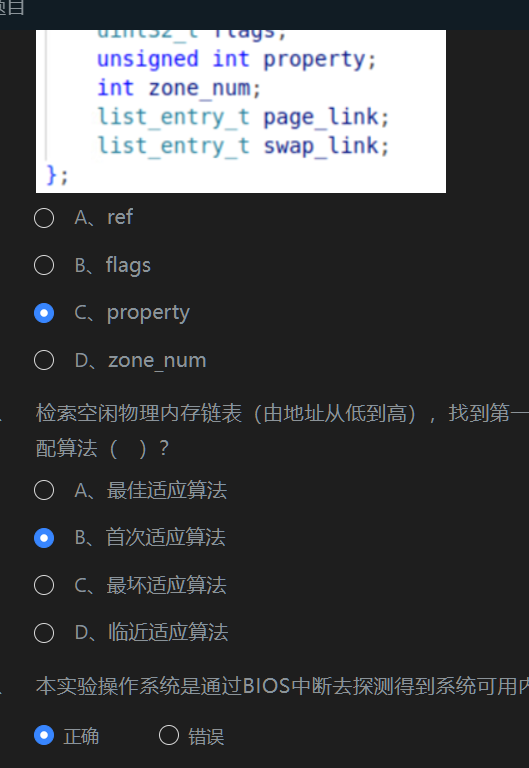 题目
uint32_t flags;
unsigned int property;
int zone_num;
list_entry_t page_link;
list_entry_t swap_link;
};
A、ref
B、flags
C、property
D、zone_num
、 检索空闲物理内存链表（由地址从低到高），找到第一
配算法（ ）？
A、最佳适应算法
B、首次适应算法
C、最坏适应算法
D、临近适应算法
、 本实验操作系统是通过BIOS中断去探测得到系统可用内
正确 错误